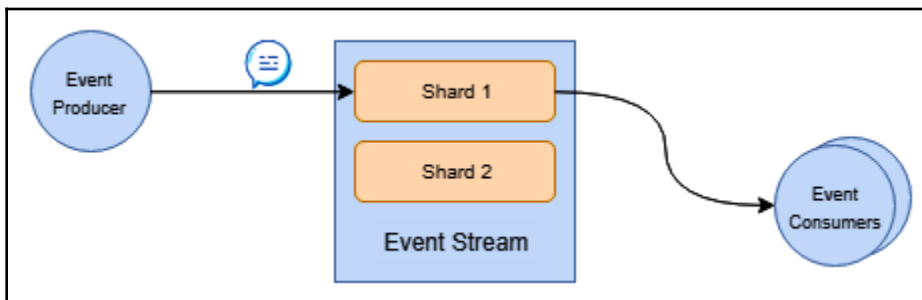 Event
Producer
Shard 1
Shard 2
Event Stream
Event
Consumers